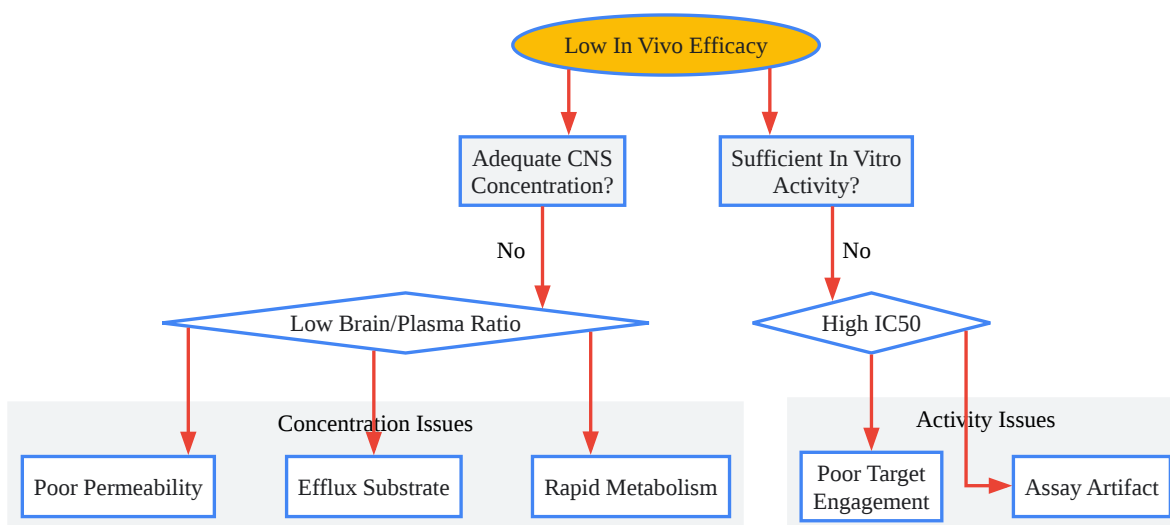 Low In Vivo Efficacy
Adequate CNS
Concentration?
Sufficient In Vitro
Activity?
No
No
Low Brain/Plasma Ratio
High IC50
Concentration Issues
Activity Issues
Poor Permeability
Efflux Substrate
Rapid Metabolism
Poor Target
Engagement
Assay Artifact